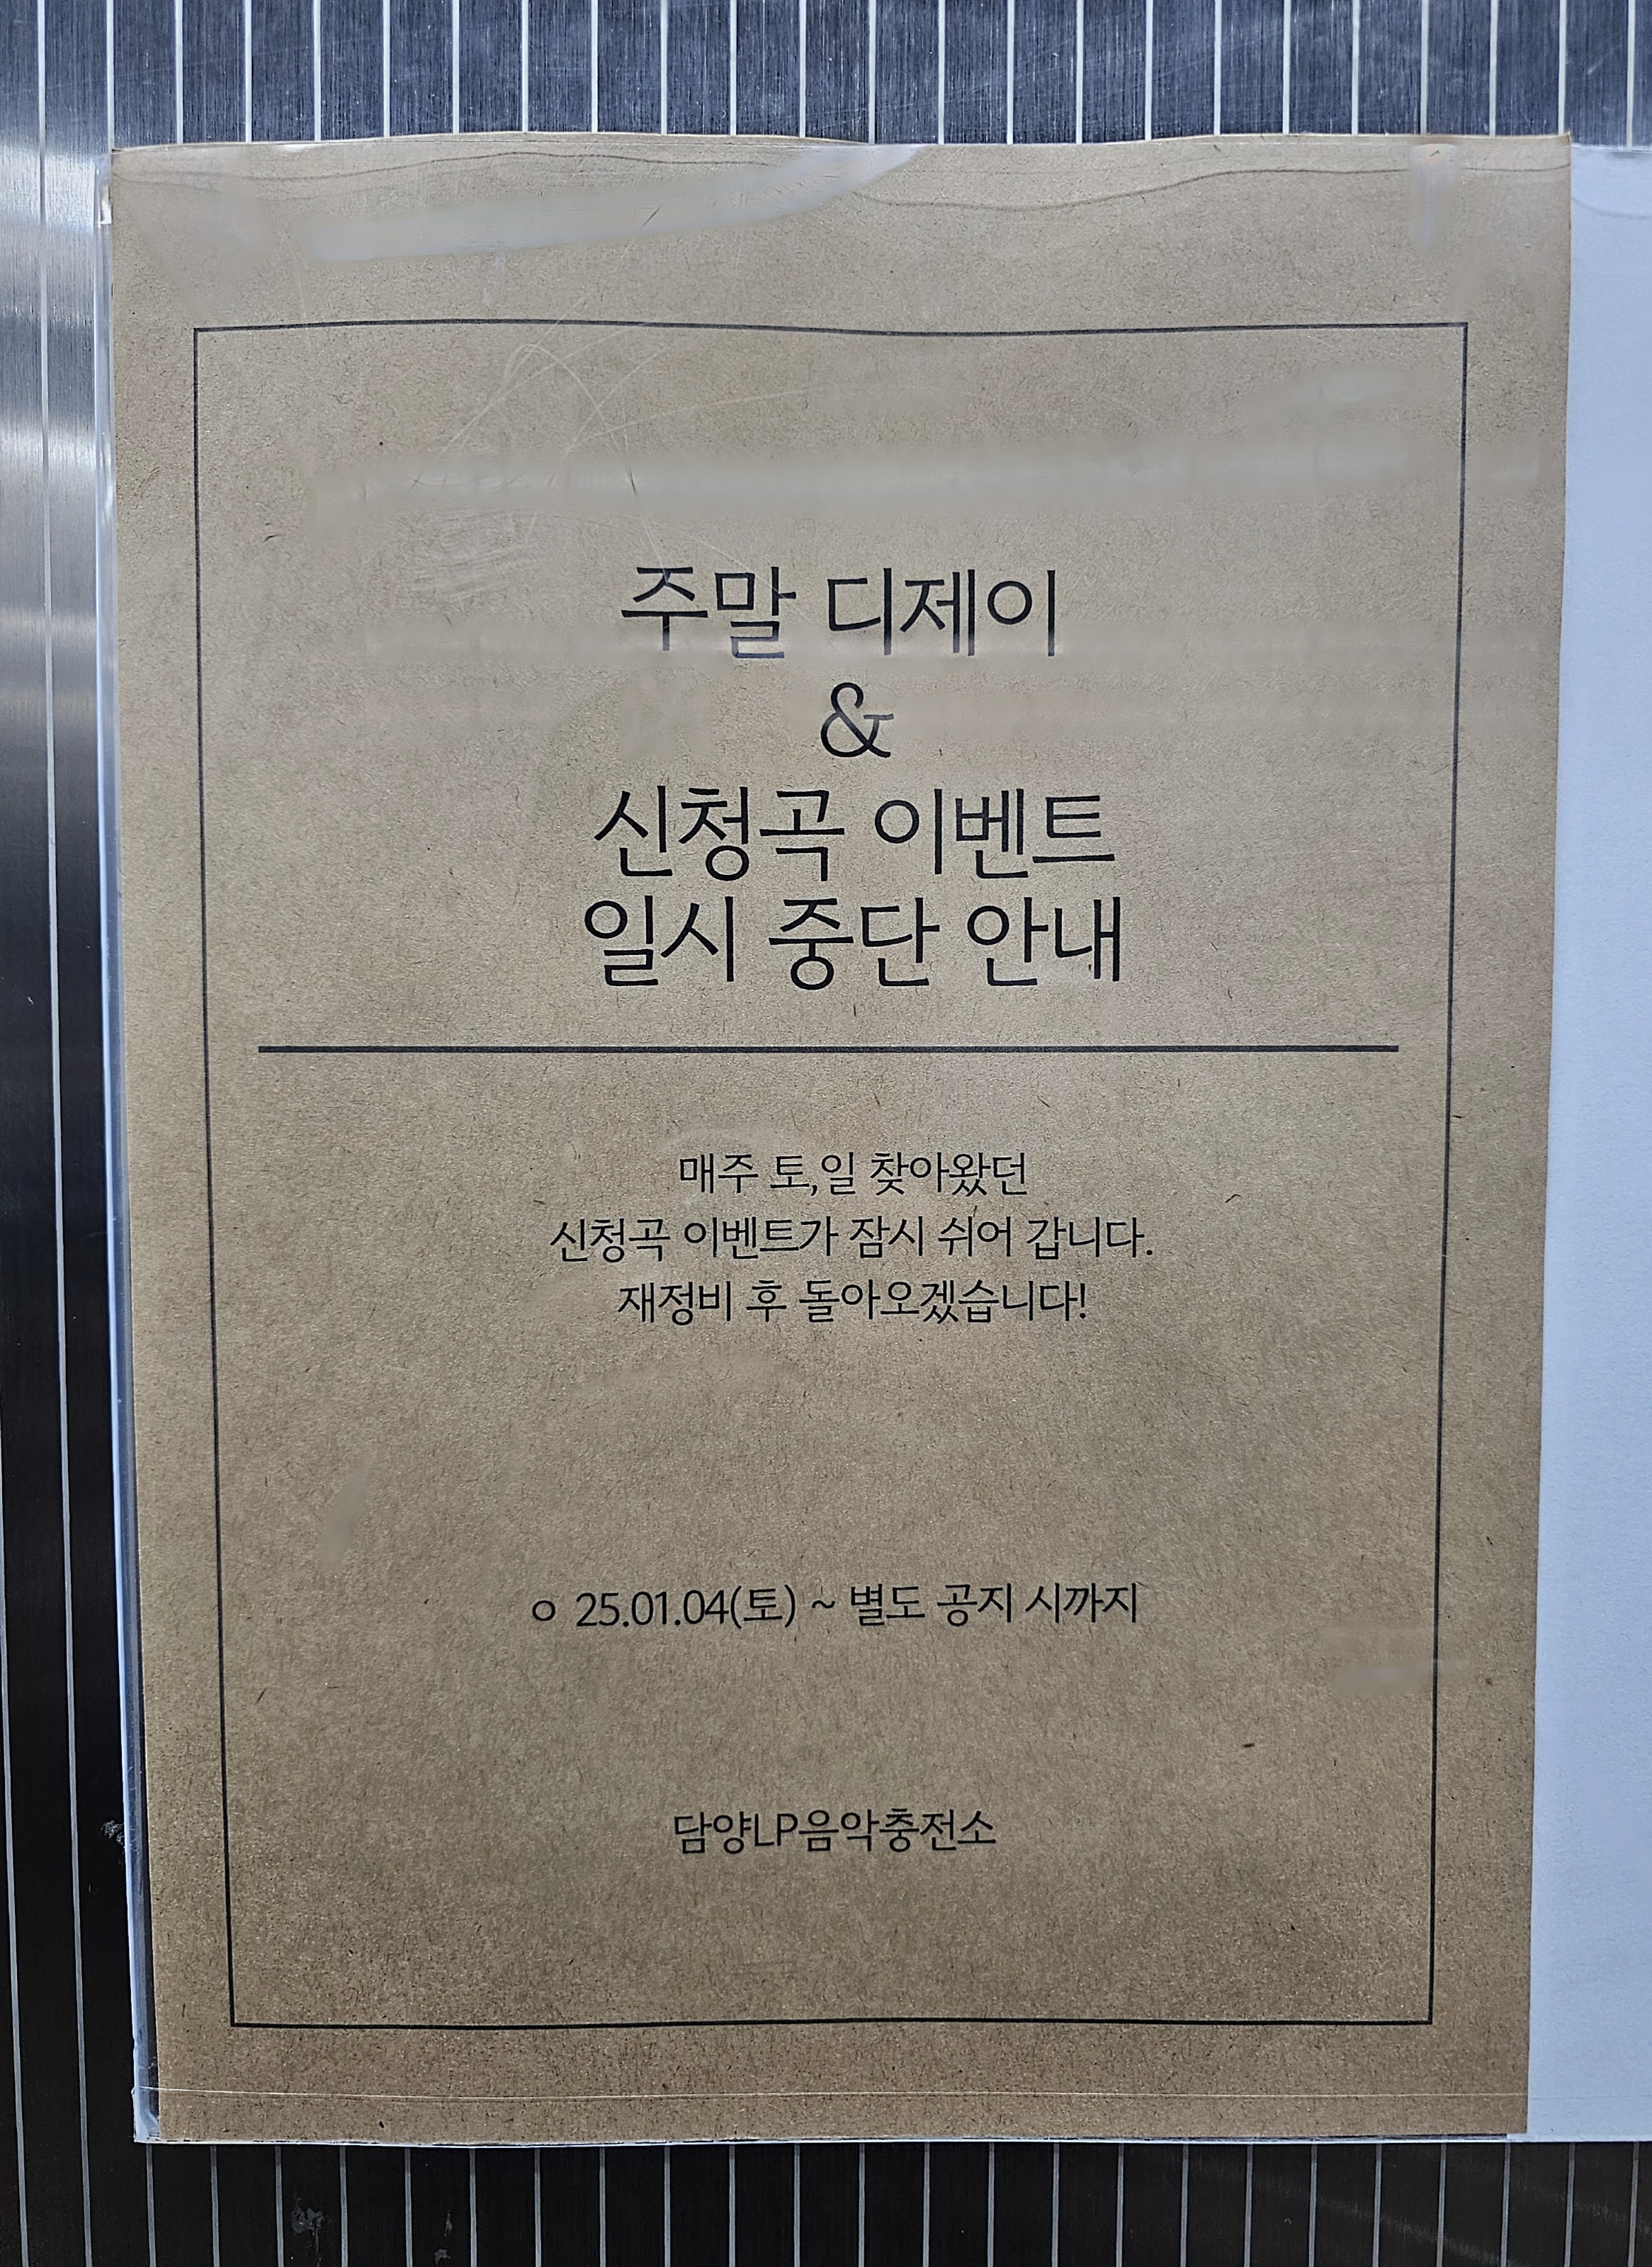 주말 디제이
&
신청곡 이벤트
일시 중단 안내
매주 토,일 찾아왔던
신청곡 이벤트가 잠시 쉬어 갑니다.
재정비 후 돌아오겠습니다!
ㅇ 25.01.04(토) ~ 별도 공지 시까지
담양LP음악충전소